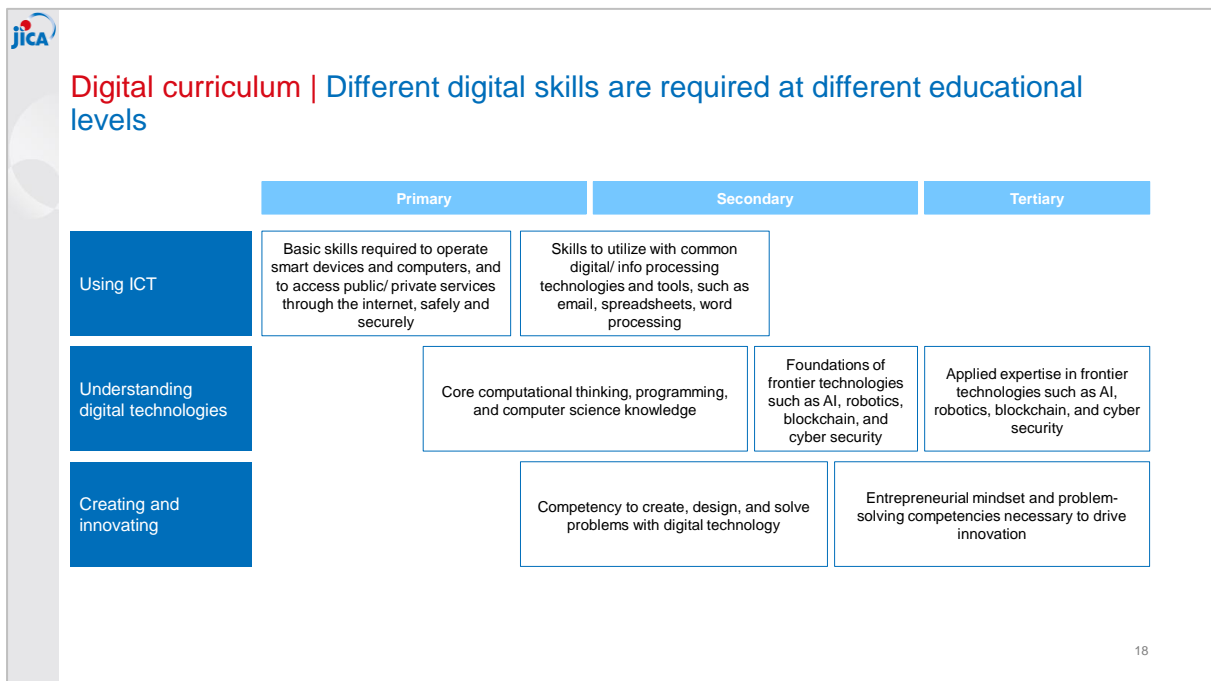 jICA
Digital curriculum | Different digital skills are required at different educational
levels
Primary
Secondary
Tertiary
Using ICT
Basic skills required to operate
smart devices and computers, and
to access public/ private services
through the internet, safely and
securely
Skills to utilize with common
digital/ info processing
technologies and tools, such as
email, spreadsheets, word
processing
Understanding
digital technologies
Core computational thinking, programming,
and computer science knowledge
Foundations of
frontier technologies
such as AI, robotics,
blockchain, and
cyber security
Applied expertise in frontier
technologies such as AI,
robotics, blockchain, and cyber
security
Creating and
innovating
Competency to create, design, and solve
problems with digital technology
Entrepreneurial mindset and problem-
solving competencies necessary to drive
innovation
18